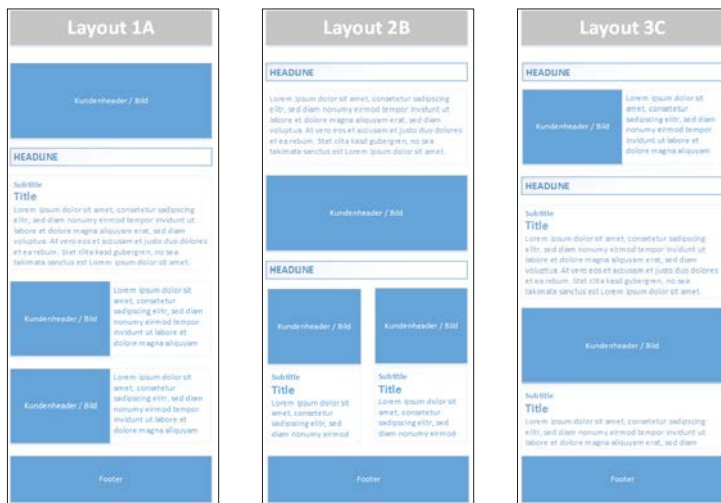 Layout 1A
Kundenheader / Bild
HEADLINE
Subtitle
Title
Lorem ipsum dolor sit amet, consetetur sadipscing
elitr, sed diam nonumy eirmod tempor invidunt ut
labore et dolore magna aliquyam erat, sed diam
voluptua. At vero eos et accusam et justo duo dolores
et ea rebum. Stet clita kasd gubergren, no sea
takimata sanctus est Lorem ipsum dolor sit amet.
Kundenheader / Bild
Lorem ipsum dolor sit
amet, consetetur
sadipscing elitr, sed diam
nonumy eirmod tempor
invidunt ut labore et
dolore magna aliquyam
Kundenheader / Bild
Lorem ipsum dolor sit
amet, consetetur
sadipscing elitr, sed diam
nonumy eirmod tempor
invidunt ut labore et
dolore magna aliquyam
Footer
Layout 2B
HEADLINE
Lorem ipsum dolor sit amet, consetetur sadipscing
elitr, sed diam nonumy eirmod tempor invidunt ut
labore et dolore magna aliquyam erat, sed diam
voluptua. At vero eos et accusam et justo duo dolores
et ea rebum. Stet clita kasd gubergren, no sea
takimata sanctus est Lorem ipsum dolor sit amet.
Kundenheader / Bild
HEADLINE
Kundenheader / Bild
Subtitle
Title
Lorem ipsum dolor sit
amet, consetetur
sadipscing elitr, sed
diam nonumy eirmod
Kundenheader / Bild
Subtitle
Title
Lorem ipsum dolor sit
amet, consetetur
sadipscing elitr, sed
diam nonumy eirmod
Footer
Layout 3C
HEADLINE
Kundenheader / Bild
Lorem ipsum dolor sit
amet, consetetur
sadipscing elitr, sed diam
nonumy eirmod tempor
invidunt ut labore et
dolore magna aliquyam
HEADLINE
Subtitle
Title
Lorem ipsum dolor sit amet, consetetur sadipscing
elitr, sed diam nonumy eirmod tempor invidunt ut
labore et dolore magna aliquyam erat, sed diam
voluptua. At vero eos et accusam et justo duo dolores
et ea rebum. Stet clita kasd gubergren, no sea
takimata sanctus est Lorem ipsum dolor sit amet.
Kundenheader / Bild
Subtitle
Title
Lorem ipsum dolor sit amet, consetetur sadipscing
elitr, sed diam nonumy eirmod tempor invidunt ut
labore et dolore magna aliquyam erat, sed diam
Footer